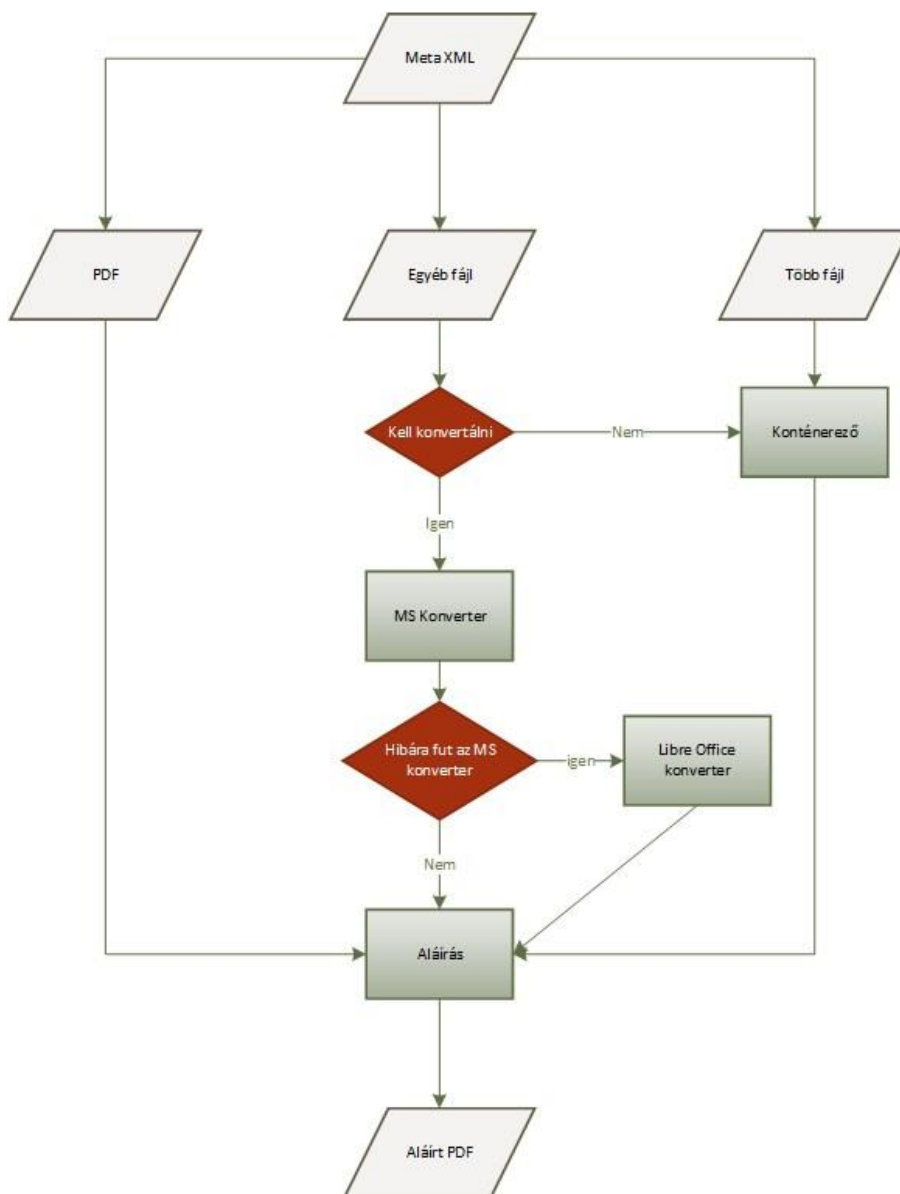 Meta XML
PDF
Egyéb fájl
Több fájl
Kell konvertálni
Nem
Konténerező
Igen
MS Konverter
Hibára fut az MS
konverter
igen
Libre Office
konverter
Nem
Aláírás
Aláírt PDF